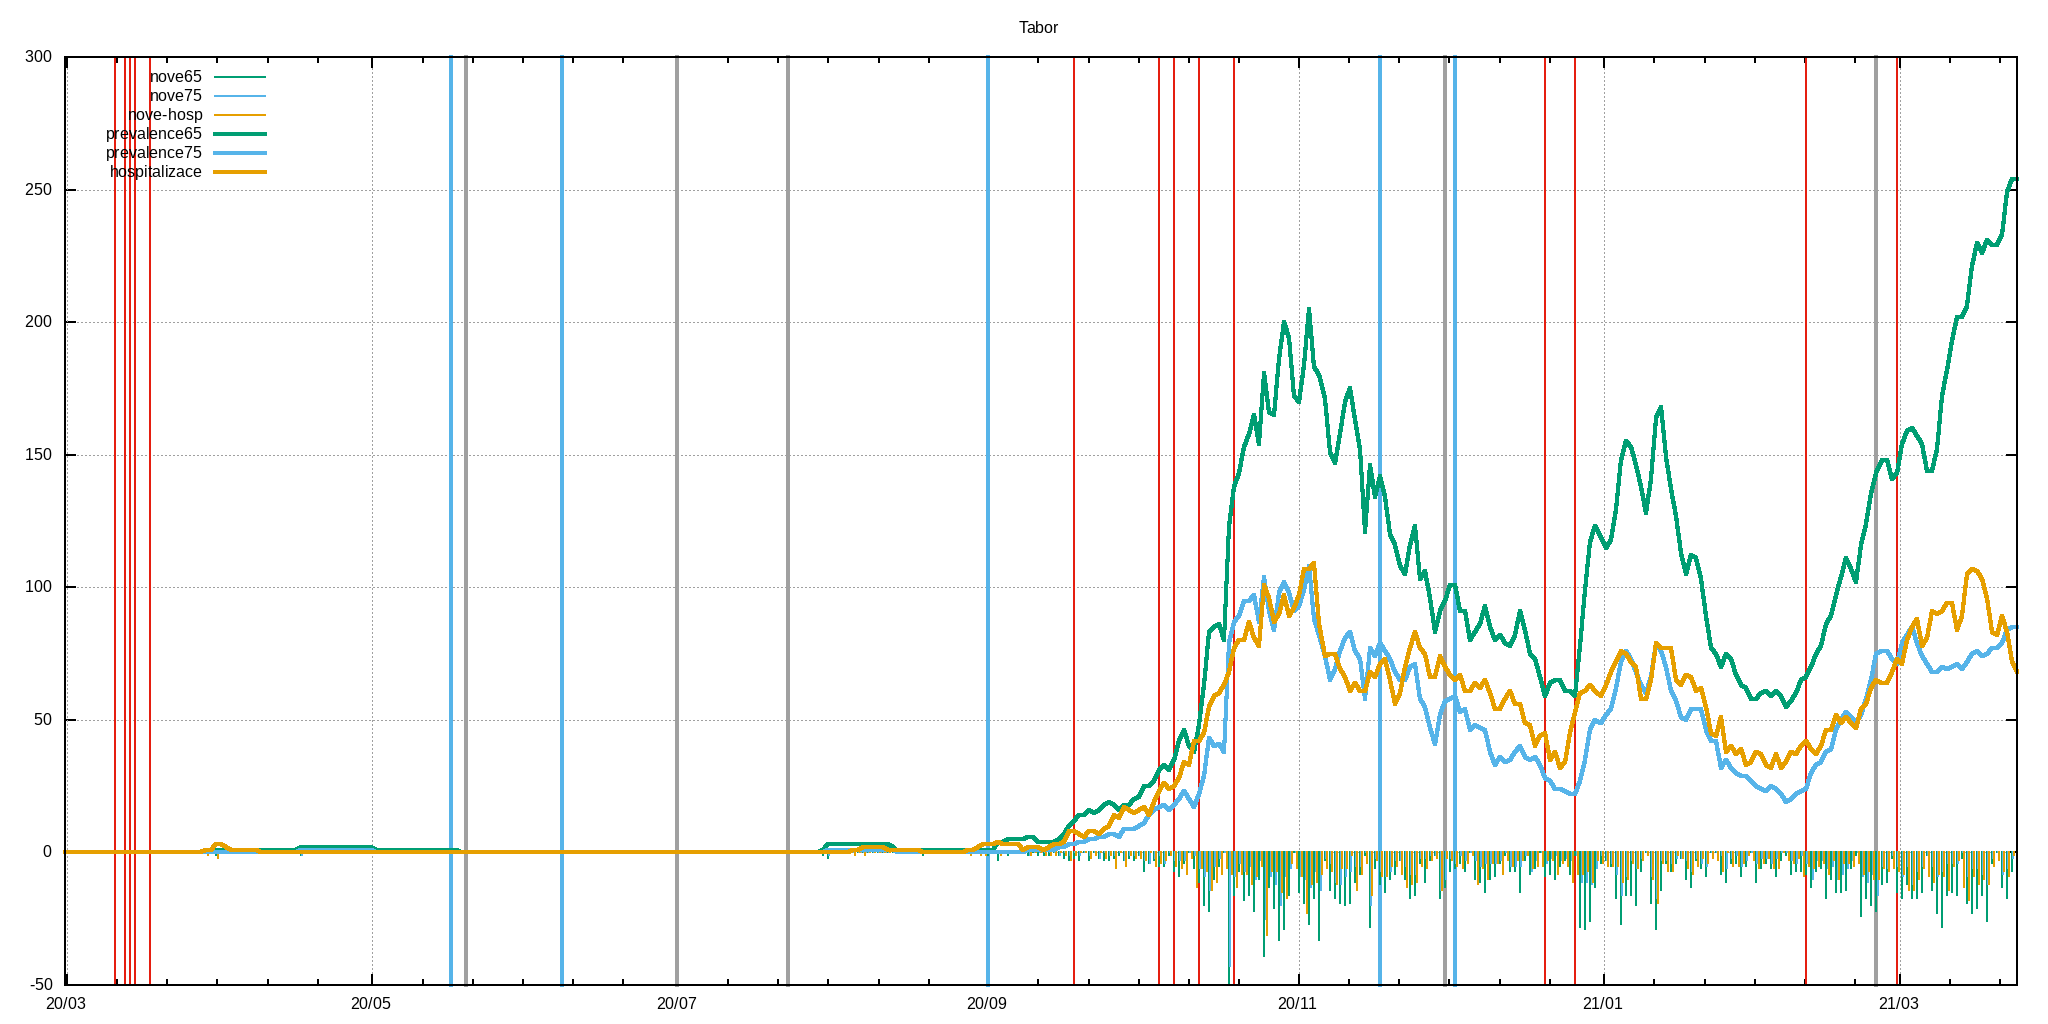 Tabor
300
250
200
150
100
50
0
-50
nove65
nove75
nove-hosp
prevalence65
prevalence75
hospitalizace
20/03 20/05 20/07 20/09 20/11 21/01 21/03